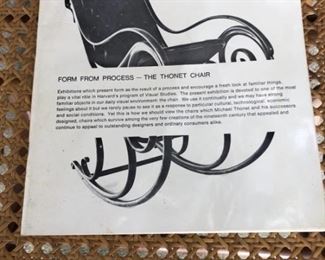 FORM FROM PROCESS — THE THONET CHAIR
Exhibitions which present form as the result of a process and encourage a fresh look at familiar things,
play a vital rôle in Harvard's program of Visual Studies. The present exhibition is devoted to one of the most
familiar objects in our daily visual environment: the chair. We use it continually and we may have strong
feelings about it but we rarely pause to see it as a response to particular cultural, technological, economic
and social conditions. Yet this is how we should view the chairs which Michael Thonet and his successors
designed, chairs which survive among the very few creations of the nineteenth century that appealed and
continue to appeal to outstanding designers and ordinary consumers alike.